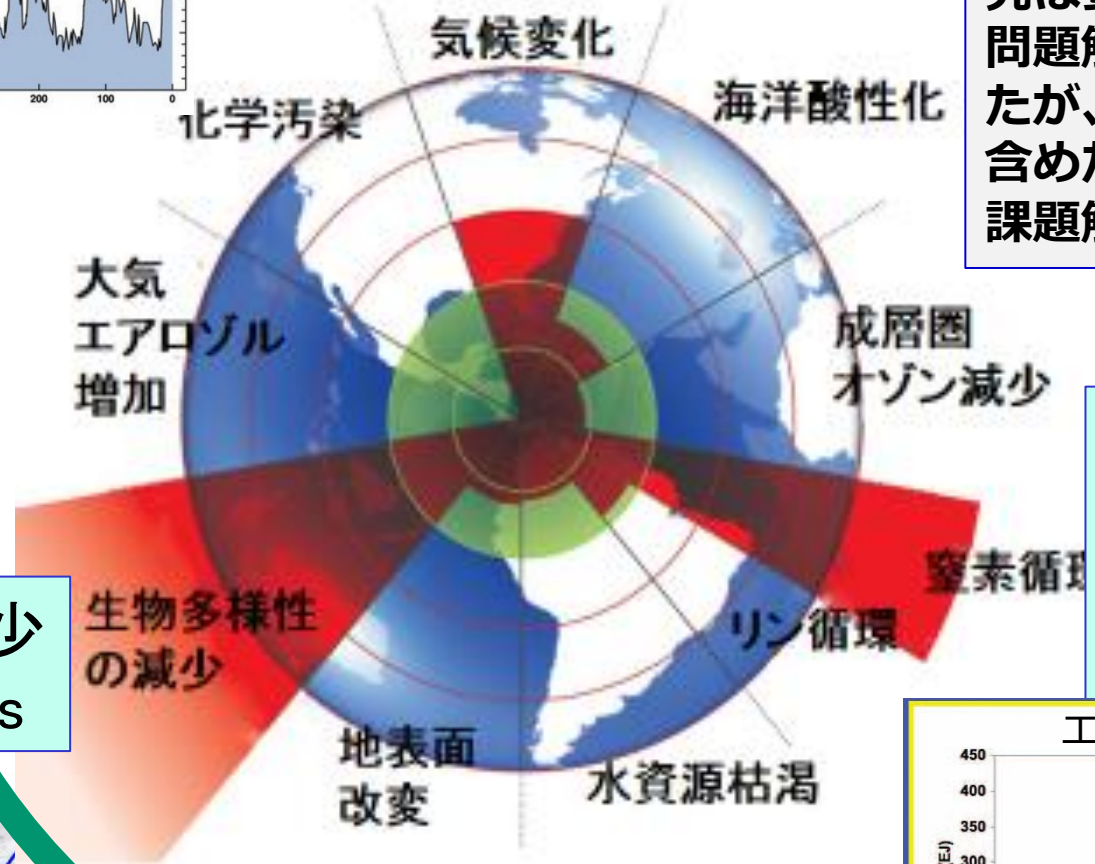 200 100 0
気候変化
化学汚染
海洋酸性化
大気
エアロゾル
増加
成層圏
オゾン減少
窒素循環
リン循環
生物多様性
の減少
地表面
改変
水資源枯渇
問題解
たが、
含めた
課題解
少
s
工
450
400
350
300
(EJ)